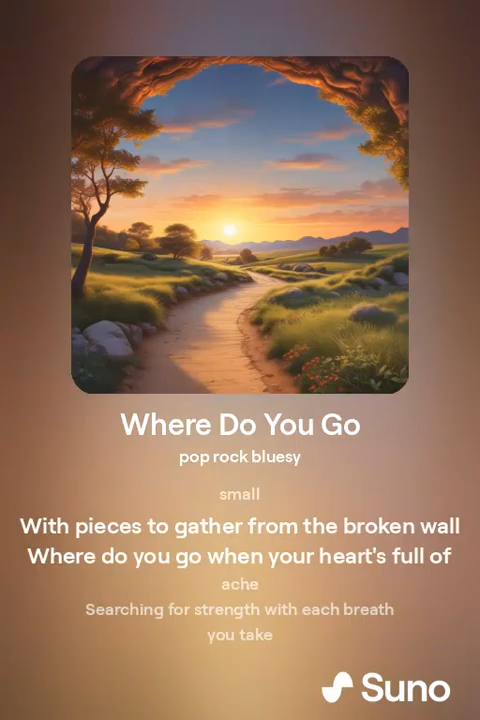 Where Do You Go
pop rock bluesy
small
With pieces to gather from the broken wall
Where do you go when your heart's full of
ache
Searching for strength with each breath
you take
Suno